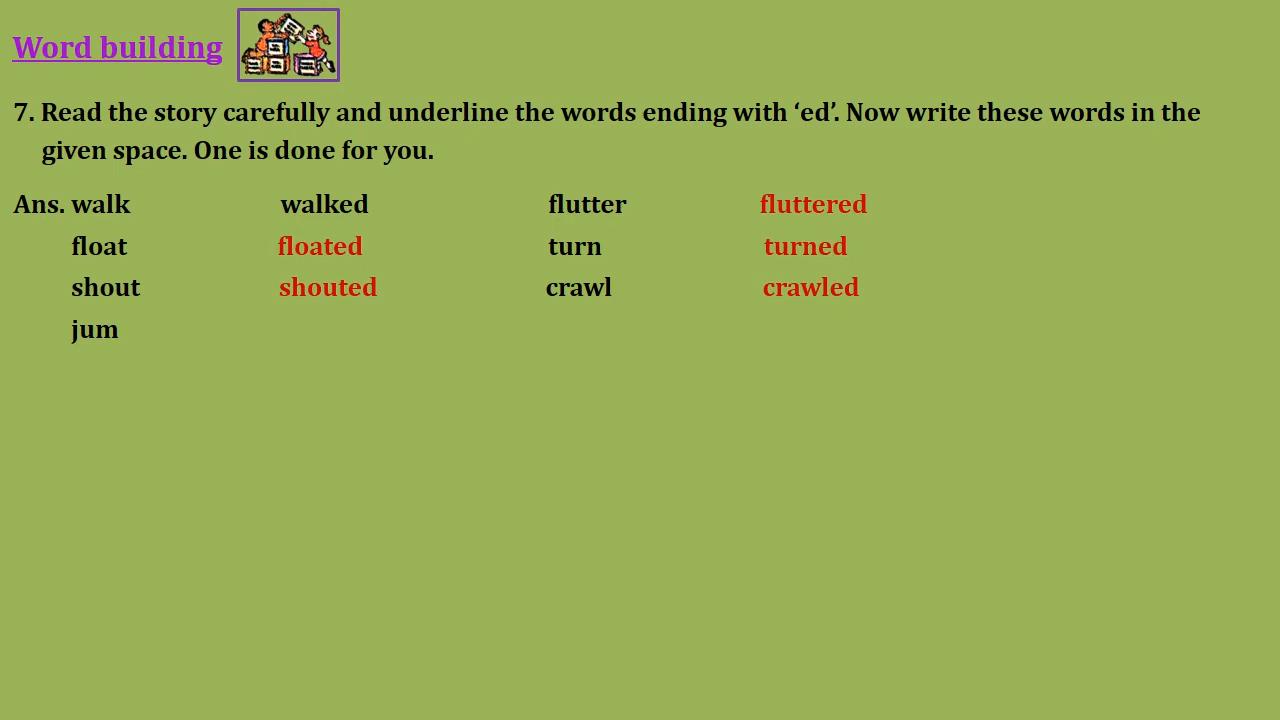 Word building
7. Read the story carefully and underline the words ending with ‘ed’. Now write these words in the
given space. One is done for you.
Ans. walk walked flutter fluttered
float floated turn turned
shout shouted crawl crawled
jum